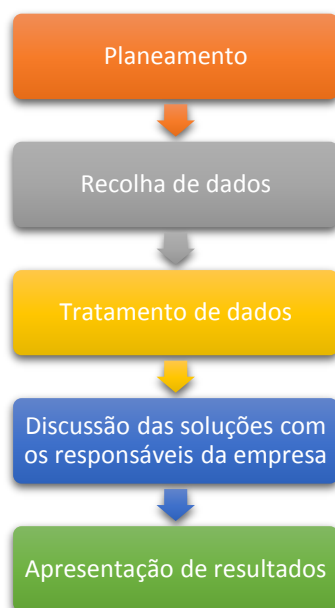 Planeamento
Recolha de dados
Tratamento de dados
Discussão das soluções com
os responsáveis da empresa
Apresentação de resultados